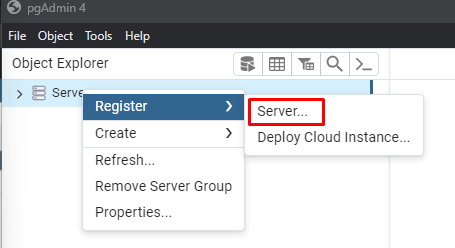 pgAdmin 4
File Object Tools Help
Object Explorer
Register
Server...
Create
Deploy Cloud Instance...
Refresh...
Remove Server Group
Properties...